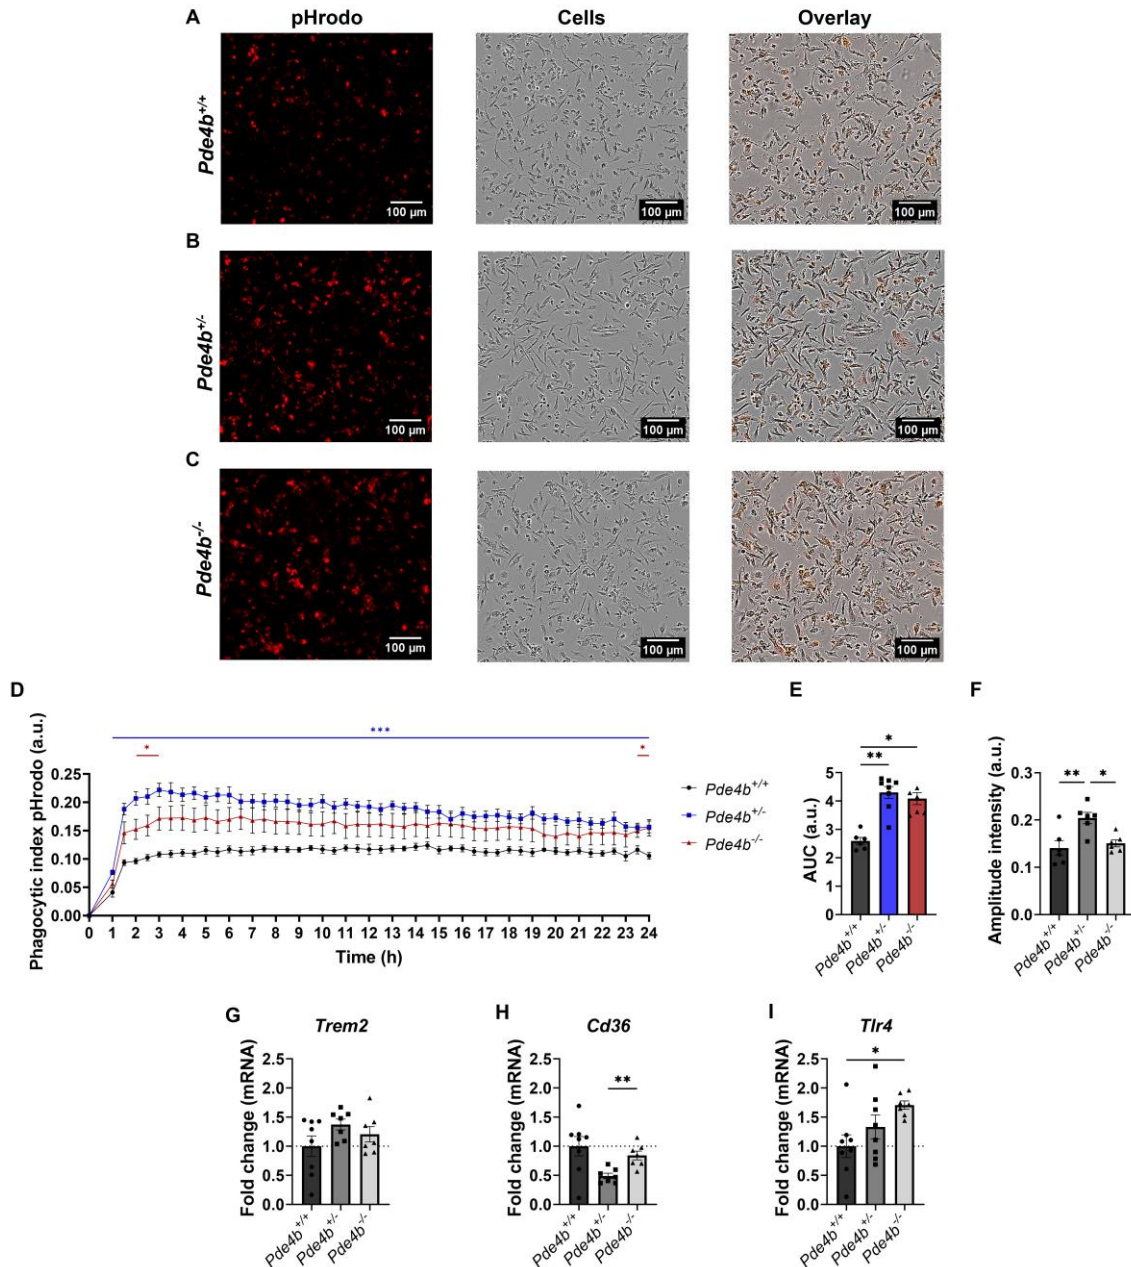 A pHrodo Cells Overlay
Pde4b+/+
100 µm 100 µm 100 µm
B
Pde4b+/-
100 µm 100 µm 100 µm
C
Pde4b-/-
100 µm 100 µm 100 µm
D E F
Phagocytic index pHrodo (a.u.)
***
* *
0.25
0.20
0.15
0.10
0.05
0.00
0 1 2 3 4 5 6 7 8 9 10 11 12 13 14 15 16 17 18 19 20 21 22 23 24
Time (h)
Pde4b+/+
Pde4b+/-
Pde4b-/-
AUC (a.u.)
*
**
5
4
3
2
1
0
Pde4b+/+ Pde4b+/- Pde4b-/-
Amplitude intensity (a.u.)
** *
0.3
0.2
0.1
0.0
Pde4b+/+ Pde4b+/- Pde4b-/-
G Trem2
Fold change (mRNA)
2.5
2.0
1.5
1.0
0.5
0.0
Pde4b+/+ Pde4b+/- Pde4b-/-
H Cd36
Fold change (mRNA)
**
2.5
2.0
1.5
1.0
0.5
0.0
Pde4b+/+ Pde4b+/- Pde4b-/-
I Tlr4
Fold change (mRNA)
*
2.5
2.0
1.5
1.0
0.5
0.0
Pde4b+/+ Pde4b+/- Pde4b-/-